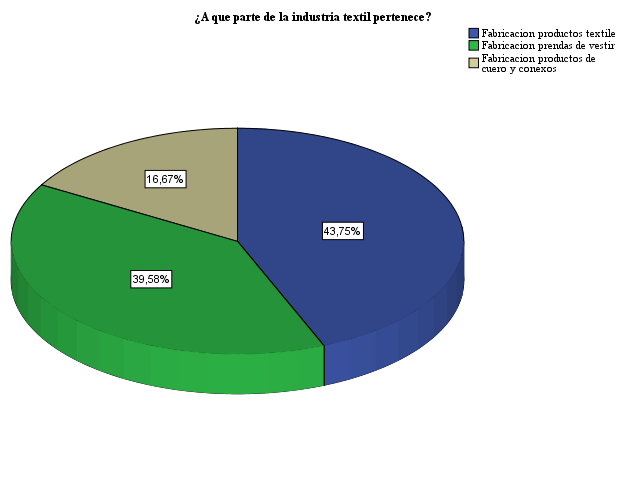 ¿A que parte de la industria textil pertenece?
Fabricacion productos textile
Fabricacion prendas de vestir
Fabricacion productos de
cuero y conexos
16,67%
43,75%
39,58%